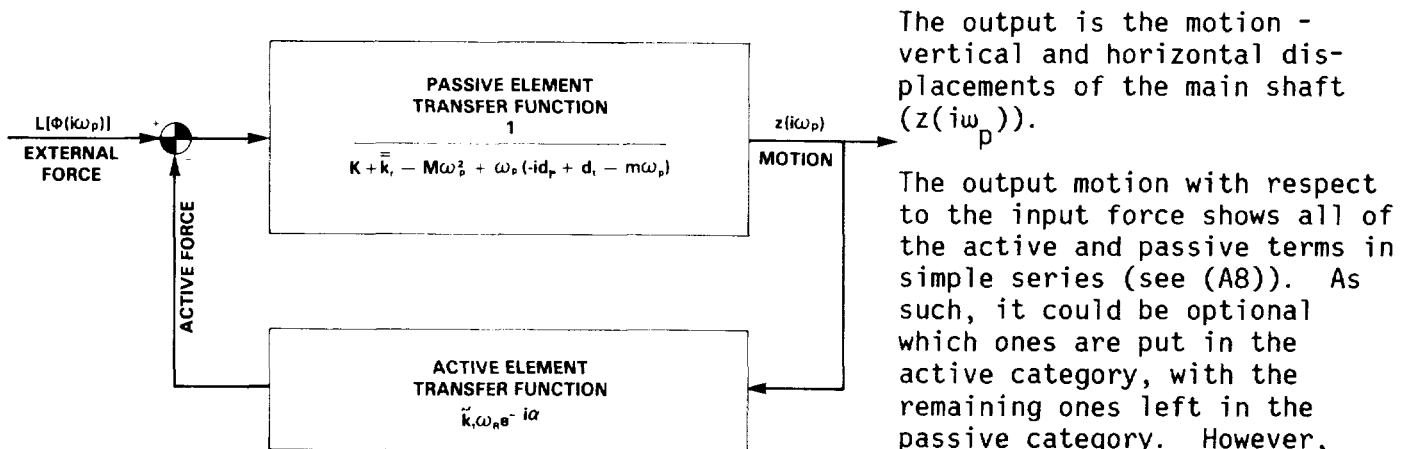 PASSIVE ELEMENT
TRANSFER FUNCTION
1
K + k̿ᵣ − Mω²ₚ + ωₚ (-idₚ + dₜ − mωₚ)
L[Φ(iωₚ)]
+
-
EXTERNAL
FORCE
z(iωₚ)
MOTION
ACTIVE FORCE
ACTIVE ELEMENT
TRANSFER FUNCTION
The output is the motion -
vertical and horizontal dis-
placements of the main shaft
(z(iωₚ)).
The output motion with respect
to the input force shows all of
the active and passive terms in
simple series (see (A8)). As
such, it could be optional
which ones are put in the
active category, with the
remaining ones left in the
passive category. However,